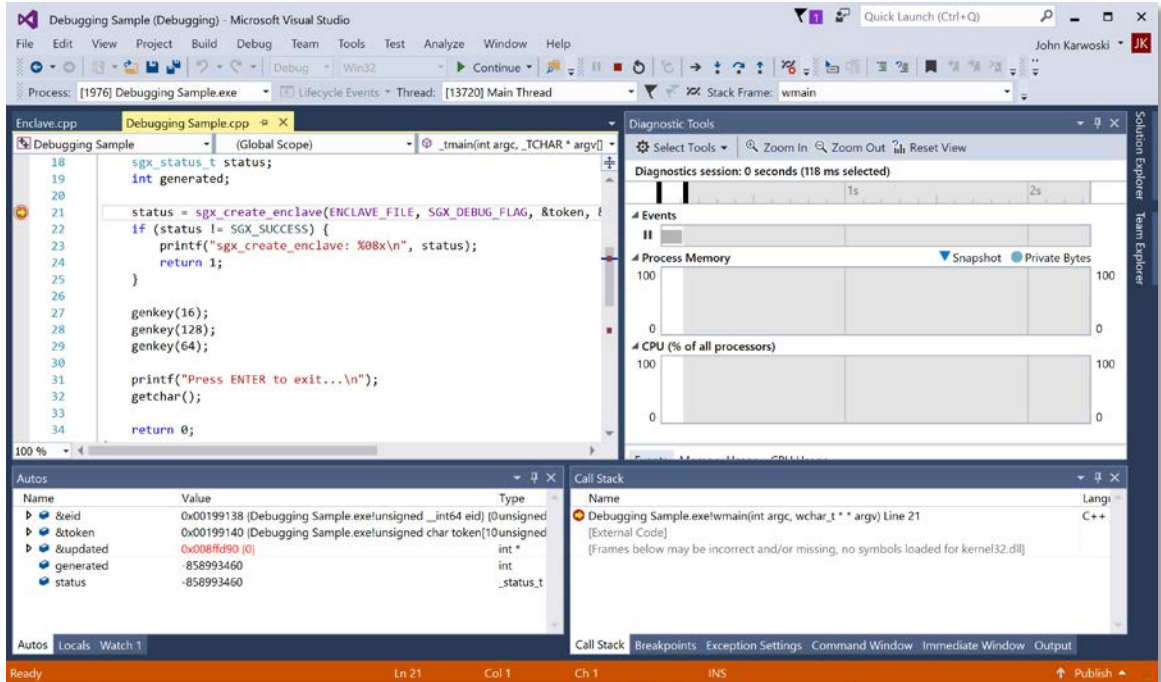 Debugging Sample (Debugging) - Microsoft Visual Studio
1
Quick Launch (Ctrl+Q)
File Edit View Project Build Debug Team Tools Test Analyze Window Help
John Karwoski JK
Debug Win32 Continue
Process: [1976] Debugging Sample.exe Lifecycle Events Thread: [13720] Main Thread Stack Frame: wmain
Enclave.cpp Debugging Sample.cpp
Debugging Sample (Global Scope) _tmain(int argc, _TCHAR * argv[]
18 sgx_status_t status;
19 int generated;
20
21 status = sgx_create_enclave(ENCLAVE_FILE, SGX_DEBUG_FLAG, &token, &
22 if (status != SGX_SUCCESS) {
23 printf("sgx_create_enclave: %08x\n", status);
24 return 1;
25 }
26
27 genkey(16);
28 genkey(128);
29 genkey(64);
30
31 printf("Press ENTER to exit...\n");
32 getchar();
33
34 return 0;
100 %
Diagnostic Tools
Select Tools Zoom In Zoom Out Reset View
Diagnostics session: 0 seconds (118 ms selected)
1s 2s
Events
Process Memory Snapshot Private Bytes
100 100
0 0
CPU (% of all processors)
100 100
0 0
Solution Explorer
Team Explorer
Autos
Name Value Type
&eid 0x00199138 {Debugging Sample.exe!unsigned __int64 eid} {0 unsigned
&token 0x00199140 {Debugging Sample.exe!unsigned char token[10 unsigned
&updated 0x008ffd90 {0} int *
generated -858993460 int
status -858993460 _status_t
Autos Locals Watch 1
Call Stack
Name
Debugging Sample.exe!wmain(int argc, wchar_t * * argv) Line 21 C++
[External Code]
[Frames below may be incorrect and/or missing, no symbols loaded for kernel32.dll]
Call Stack Breakpoints Exception Settings Command Window Immediate Window Output
Ready Ln 21 Col 1 Ch 1 INS Publish